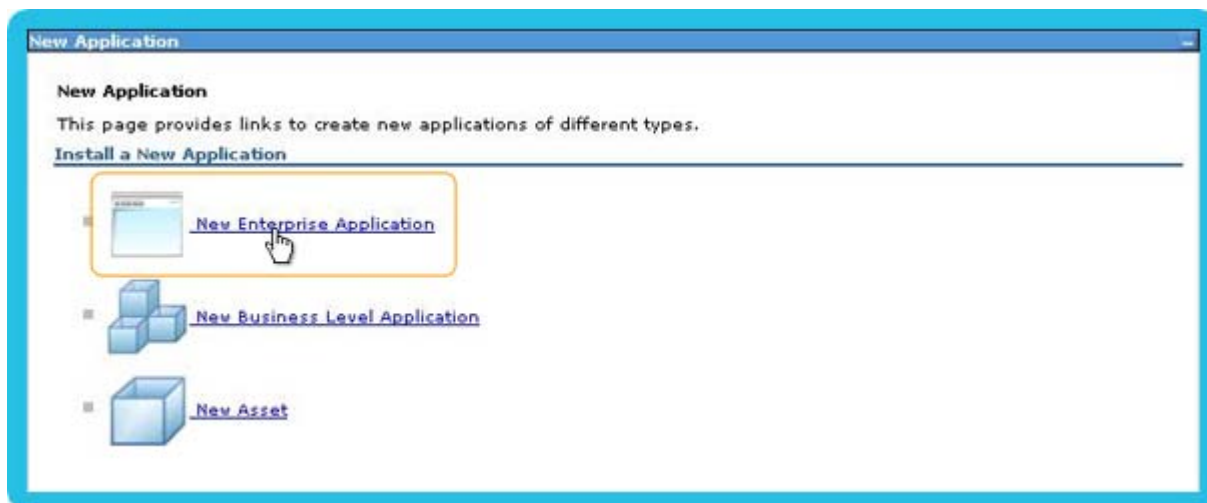 New Application
New Application
This page provides links to create new applications of different types.
Install a New Application
New Enterprise Application
New Business Level Application
New Asset